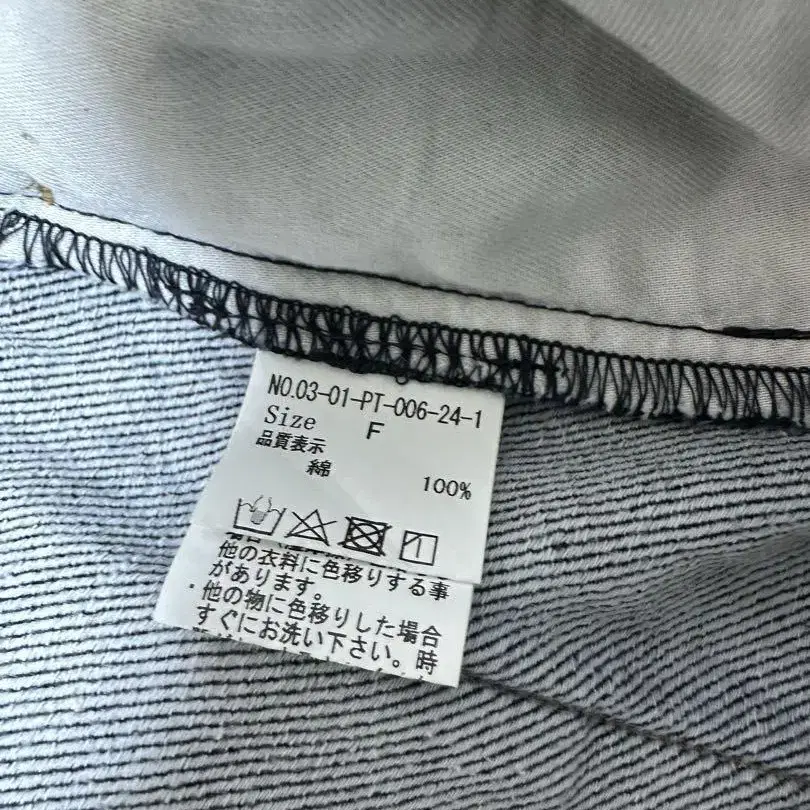 NO.03-01-PT-006-24-1
Size F
品質表示
綿 100%
他の衣料に色移りする事
があります。
・他の物に色移りした場合
すぐにお洗い下さい。時